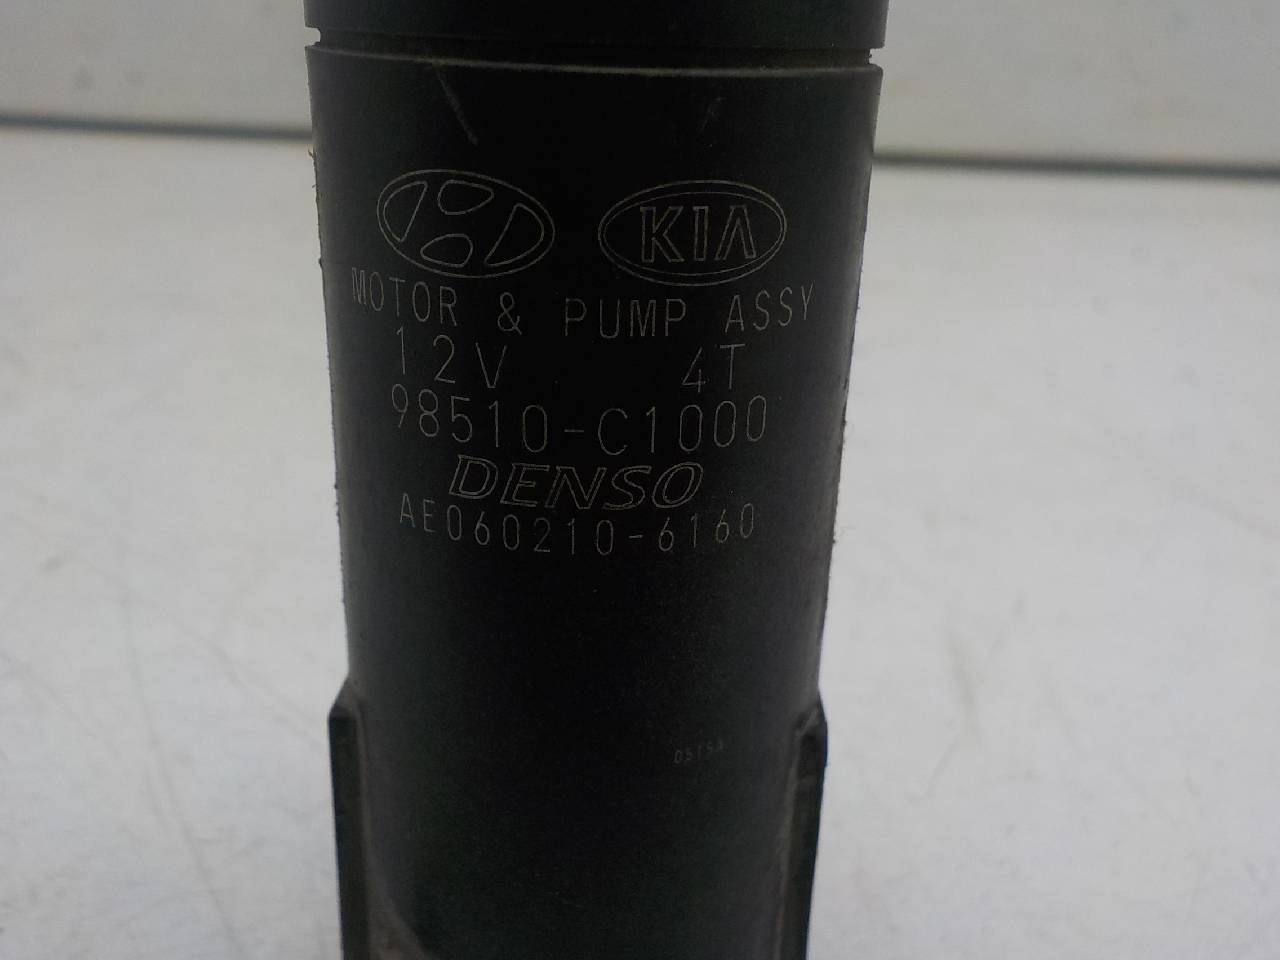 KIA
MOTOR & PUMP ASSY
12V 4T
98510-C1000
DENSO
AE060210-6160